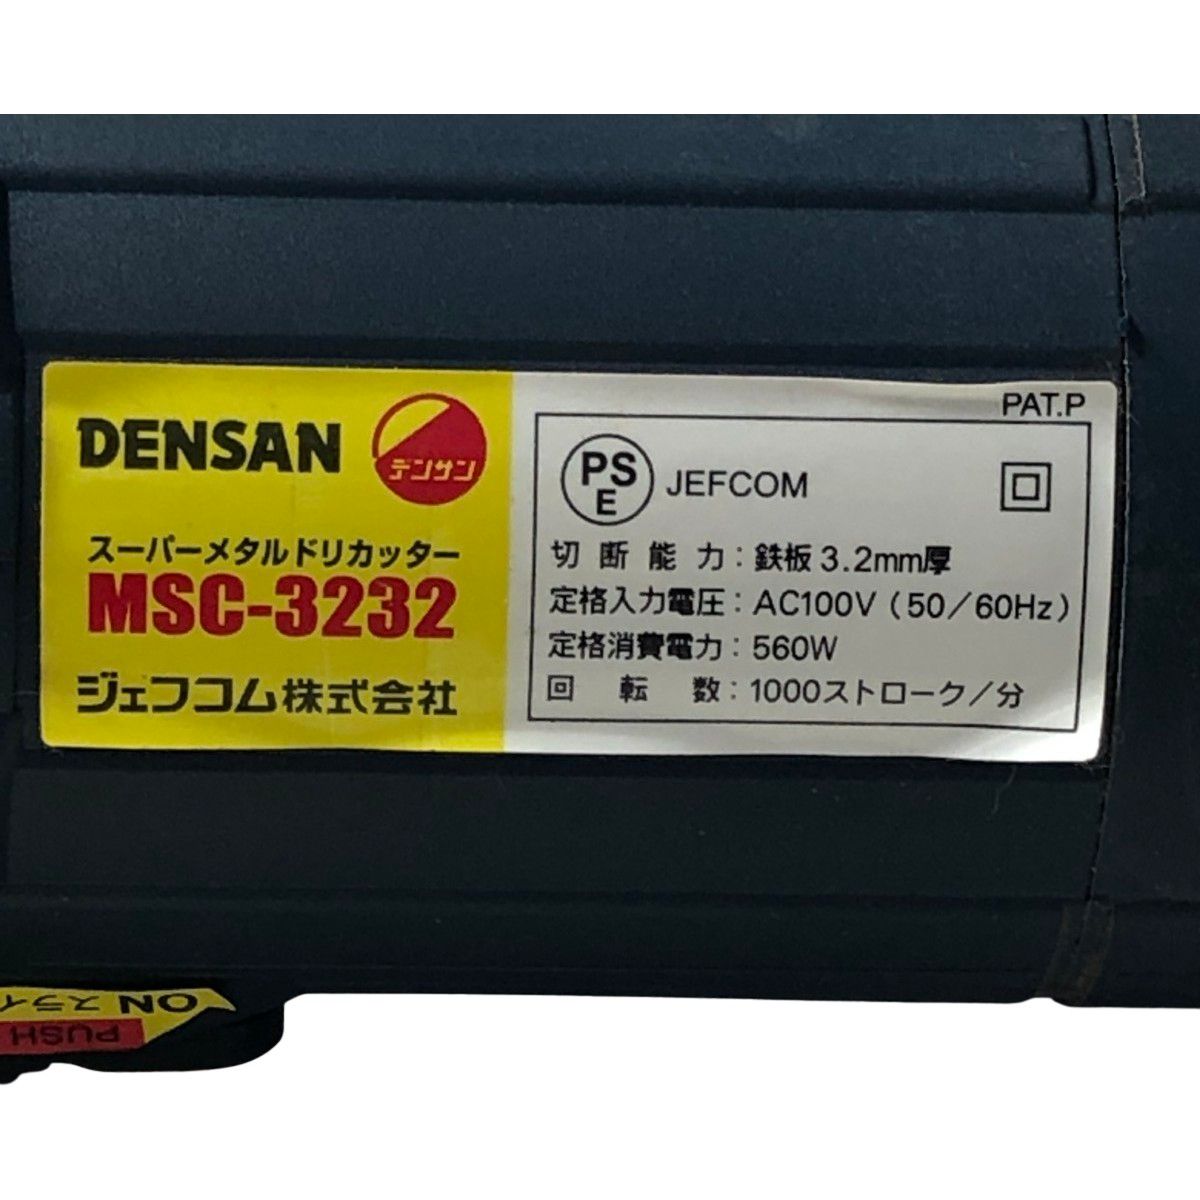 DENSAN
デンサン
スーパーメタルドリカッター
MSC-3232
ジェフコム株式会社
PAT.P
PS
E
JEFCOM
切断能力：鉄板3.2mm厚
定格入力電圧：AC100V（50／60Hz）
定格消費電力：560W
回転数：1000ストローク／分
ON スライ
PUSH